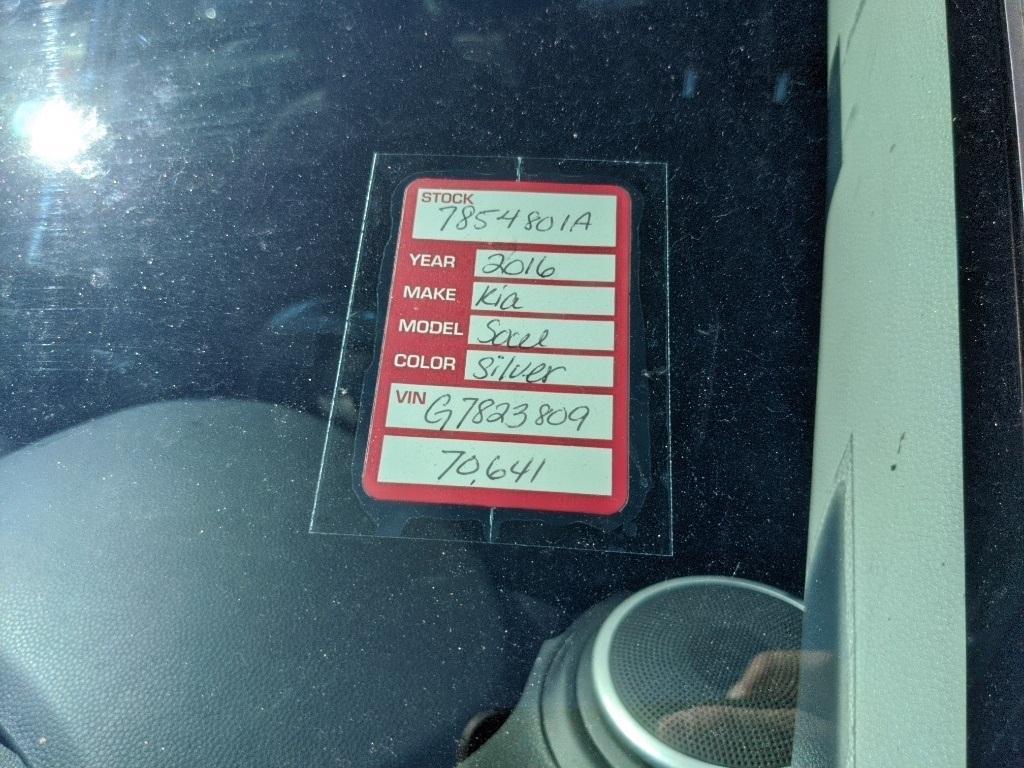 STOCK
7854801A
YEAR 2016
MAKE Kia
MODEL Soul
COLOR Silver
VIN G7823809
70,641